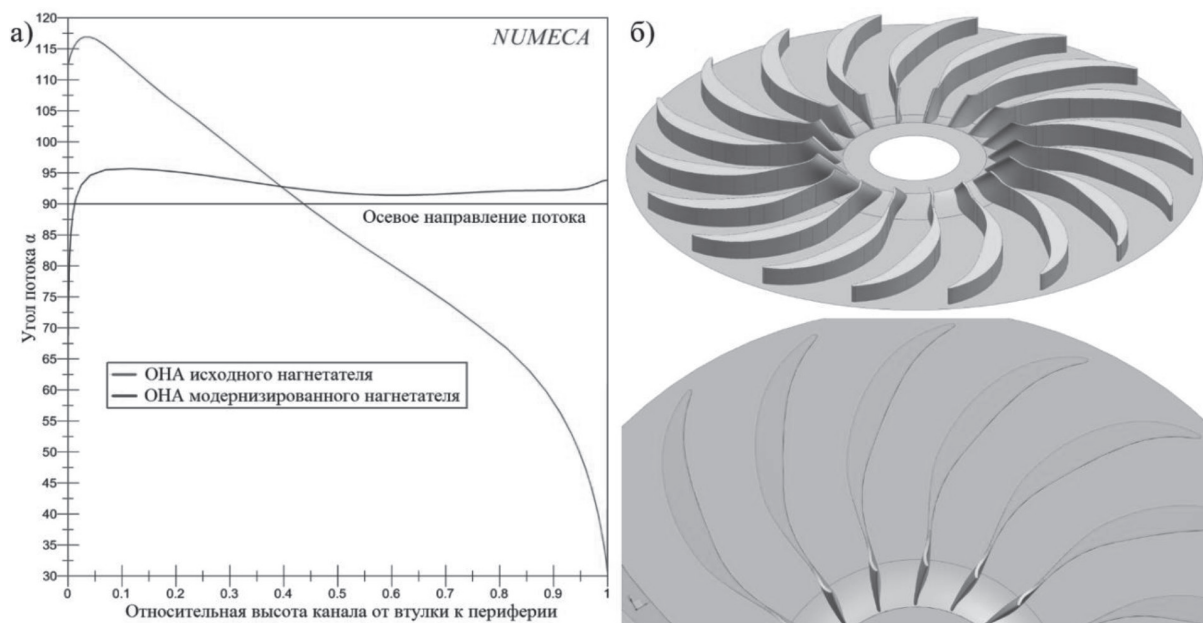 а)
NUMECA
б)
120
115
110
105
100
95
90
85
80
75
70
65
60
55
50
45
40
35
30
Угол потока α
Осевое направление потока
ОНА исходного нагнетателя
ОНА модернизированного нагнетателя
0 0.1 0.2 0.3 0.4 0.5 0.6 0.7 0.8 0.9 1
Относительная высота канала от втулки к периферии